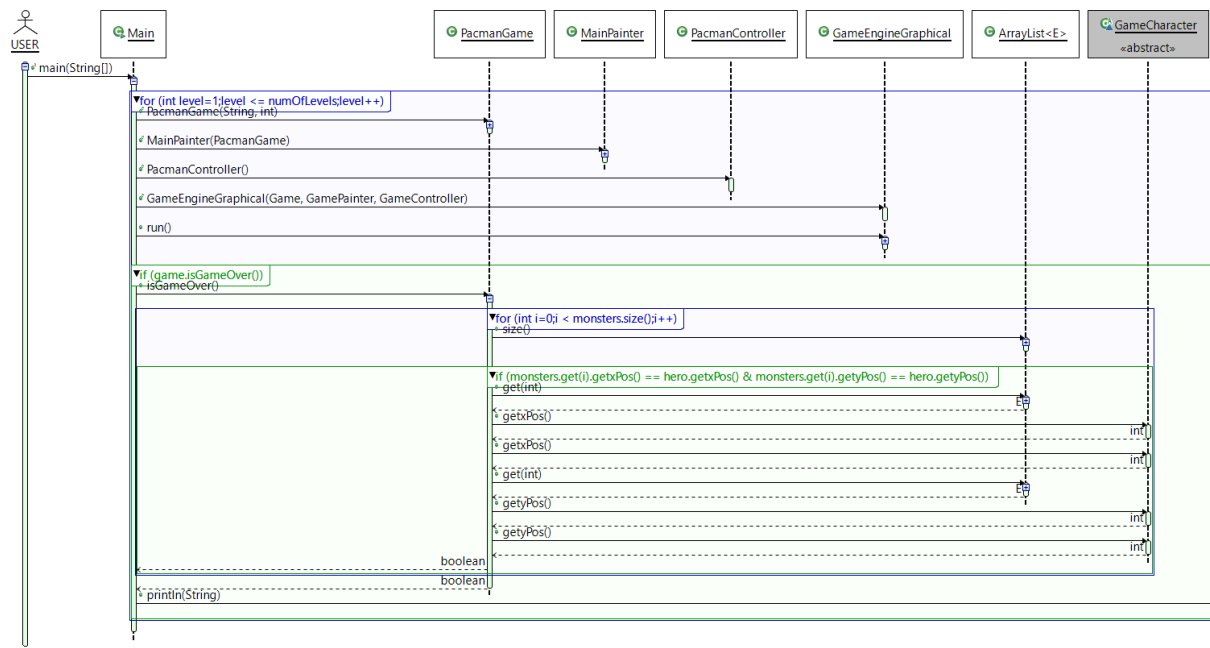 USER
Main
PacmanGame
MainPainter
PacmanController
GameEngineGraphical
ArrayList<E>
GameCharacter
«abstract»
main(String[])
for (int level=1;level <= numOfLevels;level++)
PacmanGame(String, int)
MainPainter(PacmanGame)
PacmanController()
GameEngineGraphical(Game, GamePainter, GameController)
run()
if (game.isGameOver())
isGameOver()
for (int i=0;i < monsters.size();i++)
size()
if (monsters.get(i).getxPos() == hero.getxPos() & monsters.get(i).getyPos() == hero.getyPos())
get(int)
E
getxPos()
int
getxPos()
int
get(int)
E
getyPos()
int
getyPos()
int
boolean
boolean
println(String)